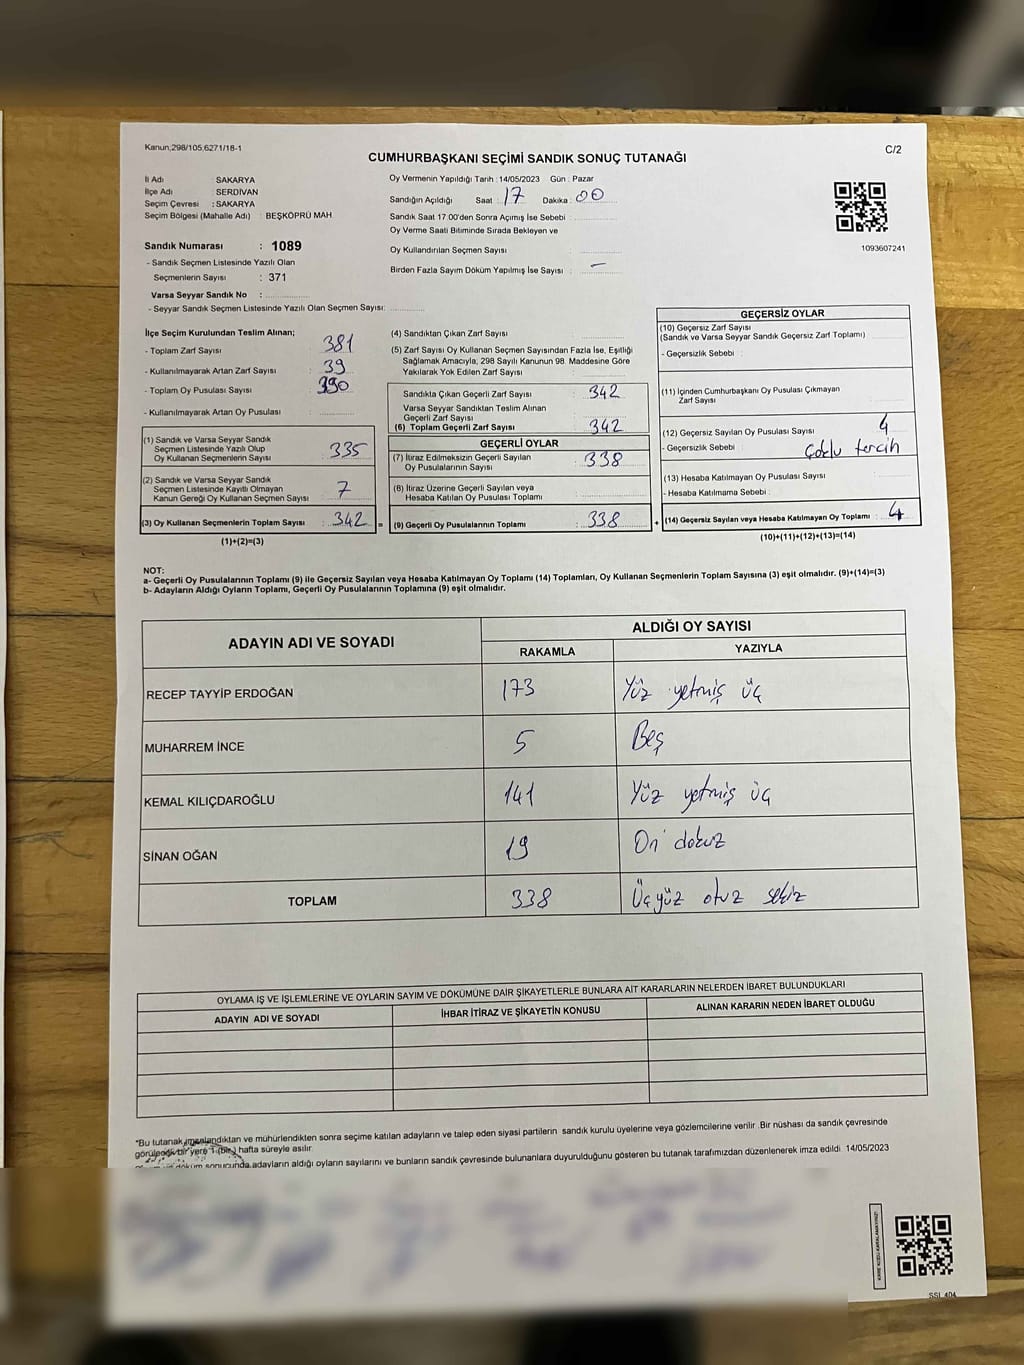 Kanun,298/105,6271/18-1
C/2
CUMHURBAŞKANI SEÇİMİ SANDIK SONUÇ TUTANAĞI
İli Adı : SAKARYA
İlçe Adı : SERDİVAN
Seçim Çevresi : SAKARYA
Seçim Bölgesi (Mahalle Adı) : BEŞKÖPRÜ MAH.
Sandık Numarası : 1089
- Sandık Seçmen Listesinde Yazılı Olan
Seçmenlerin Sayısı : 371
Varsa Seyyar Sandık No :
- Seyyar Sandık Seçmen Listesinde Yazılı Olan Seçmen Sayısı:
Oy Vermenin Yapıldığı Tarih : 14/05/2023 Gün : Pazar
Sandığın Açıldığı Saat : 17 Dakika : 00
Sandık Saat 17:00'den Sonra Açımış İse Sebebi :
Oy Verme Saati Bitiminde Sırada Bekleyen ve
Oy Kullandırılan Seçmen Sayısı :
Birden Fazla Sayım Döküm Yapılmış İse Sayısı : -
1093607241
İlçe Seçim Kurulundan Teslim Alınan;
- Toplam Zarf Sayısı : 381
- Kullanılmayarak Artan Zarf Sayısı : 39
- Toplam Oy Pusulası Sayısı : 390
- Kullanılmayarak Artan Oy Pusulası :
(1) Sandık ve Varsa Seyyar Sandık
Seçmen Listesinde Yazılı Olup
Oy Kullanan Seçmenlerin Sayısı : 335
(2) Sandık ve Varsa Seyyar Sandık
Seçmen Listesinde Kayıtlı Olmayan
Kanun Gereği Oy Kullanan Seçmen Sayısı : 7
(3) Oy Kullanan Seçmenlerin Toplam Sayısı : 342 =
(1)+(2)=(3)
(4) Sandıktan Çıkan Zarf Sayısı :
(5) Zarf Sayısı Oy Kullanan Seçmen Sayısından Fazla İse, Eşitliği
Sağlamak Amacıyla, 298 Sayılı Kanunun 98. Maddesine Göre
Yakılarak Yok Edilen Zarf Sayısı :
Sandıkta Çıkan Geçerli Zarf Sayısı : 342
Varsa Seyyar Sandıktan Teslim Alınan
Geçerli Zarf Sayısı :
(6) Toplam Geçerli Zarf Sayısı : 342
GEÇERLİ OYLAR
(7) İtiraz Edilmeksizin Geçerli Sayılan
Oy Pusulalarının Sayısı : 338
(8) İtiraz Üzerine Geçerli Sayılan veya
Hesaba Katılan Oy Pusulası Toplamı :
(9) Geçerli Oy Pusulalarının Toplamı : 338 +
GEÇERSİZ OYLAR
(10) Geçersiz Zarf Sayısı
(Sandık ve Varsa Seyyar Sandık Geçersiz Zarf Toplamı) :
- Geçersizlik Sebebi :
(11) İçinden Cumhurbaşkanı Oy Pusulası Çıkmayan
Zarf Sayısı :
(12) Geçersiz Sayılan Oy Pusulası Sayısı : 4
- Geçersizlik Sebebi : Çoklu tercih
(13) Hesaba Katılmayan Oy Pusulası Sayısı :
- Hesaba Katılmama Sebebi :
(14) Geçersiz Sayılan veya Hesaba Katılmayan Oy Toplamı : 4
(10)+(11)+(12)+(13)=(14)
NOT:
a- Geçerli Oy Pusulalarının Toplamı (9) ile Geçersiz Sayılan veya Hesaba Katılmayan Oy Toplamı (14) Toplamları, Oy Kullanan Seçmenlerin Toplam Sayısına (3) eşit olmalıdır. (9)+(14)=(3)
b- Adayların Aldığı Oyların Toplamı, Geçerli Oy Pusulalarının Toplamına (9) eşit olmalıdır.
ADAYIN ADI VE SOYADI
ALDIĞI OY SAYISI
RAKAMLA YAZIYLA
RECEP TAYYİP ERDOĞAN 173 Yüz yetmiş üç
MUHARREM İNCE 5 Beş
KEMAL KILIÇDAROĞLU 141 Yüz yetmiş üç
SİNAN OĞAN 19 On dokuz
TOPLAM 338 Üçyüz otuz sekiz
OYLAMA İŞ VE İŞLEMLERİNE VE OYLARIN SAYIM VE DÖKÜMÜNE DAİR ŞİKAYETLERLE BUNLARA AİT KARARLARIN NELERDEN İBARET BULUNDUKLARI
ADAYIN ADI VE SOYADI İHBAR İTİRAZ VE ŞİKAYETİN KONUSU ALINAN KARARIN NEDEN İBARET OLDUĞU
*Bu tutanak imzalandıktan ve mühürlendikten sonra seçime katılan adayların ve talep eden siyasi partilerin sandık kurulu üyelerine veya gözlemcilerine verilir .Bir nüshası da sandık çevresinde
görülebilir yere 1 (bir) hafta süreyle asılır.
döküm sonucunda adayların aldığı oyların sayılarını ve bunların sandık çevresinde bulunanlara duyurulduğunu gösteren bu tutanak tarafımızdan düzenlenerek imza edildi. 14/05/2023
SSI_404